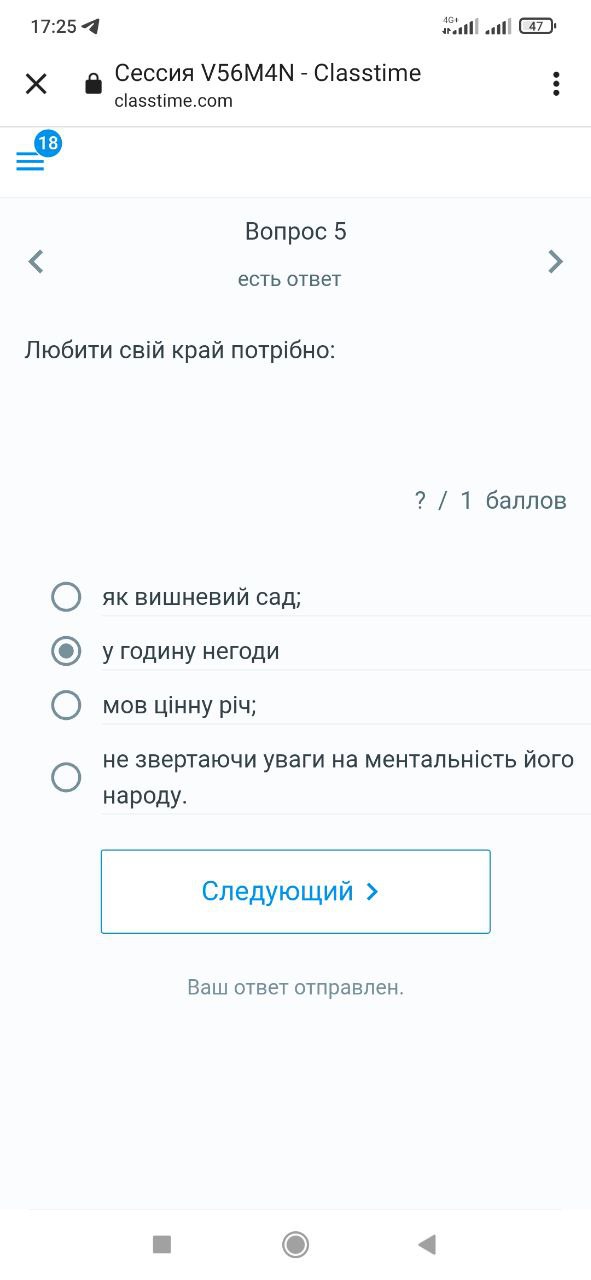 17:25
4G+
47
Сессия V56M4N - Classtime
classtime.com
18
Вопрос 5
есть ответ
Любити свій край потрібно:
? / 1 баллов
як вишневий сад;
у годину негоди
мов цінну річ;
не звертаючи уваги на ментальність його
народу.
Следующий
Ваш ответ отправлен.